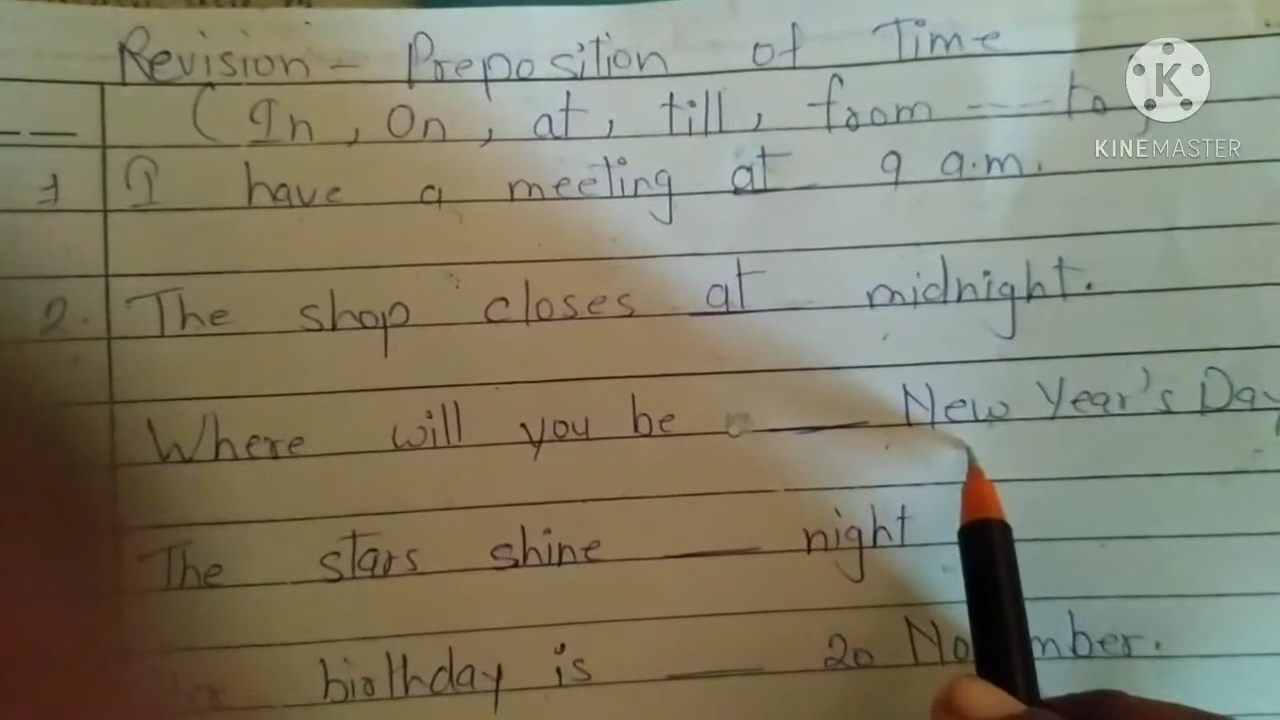 Revision - Preposition of Time
(In, On, at, till, from --- to)
1 I have a meeting at 9 a.m.
2. The shop closes at midnight.
Where will you be ___ New Year's Day
The stars shine ___ night
birthday is ___ 20 November.
KINEMASTER